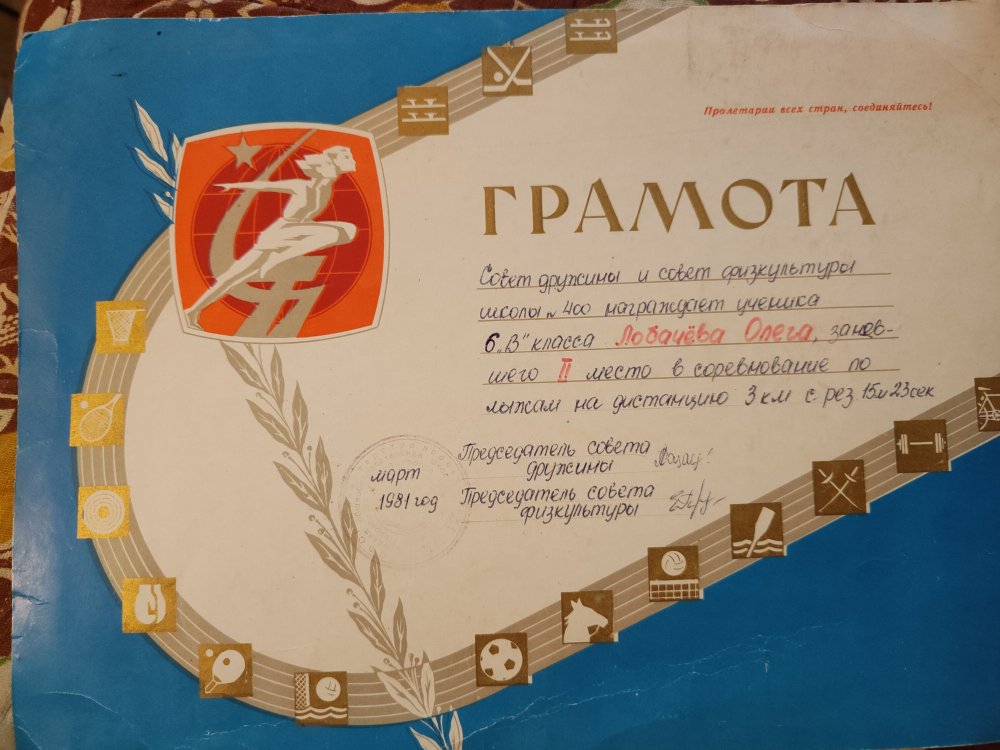 Пролетарии всех стран, соединяйтесь!
ГРАМОТА
Совет дружины и совет физкультуры
школы № 400 награждает ученика
6 „В" класса Лобачёва Олега, заняв-
шего II место в соревнование по
лыжам на дистанцию 3 км с рез 15м 23сек
Председатель совета
дружины
март
1981 год
Председатель совета
физкультуры